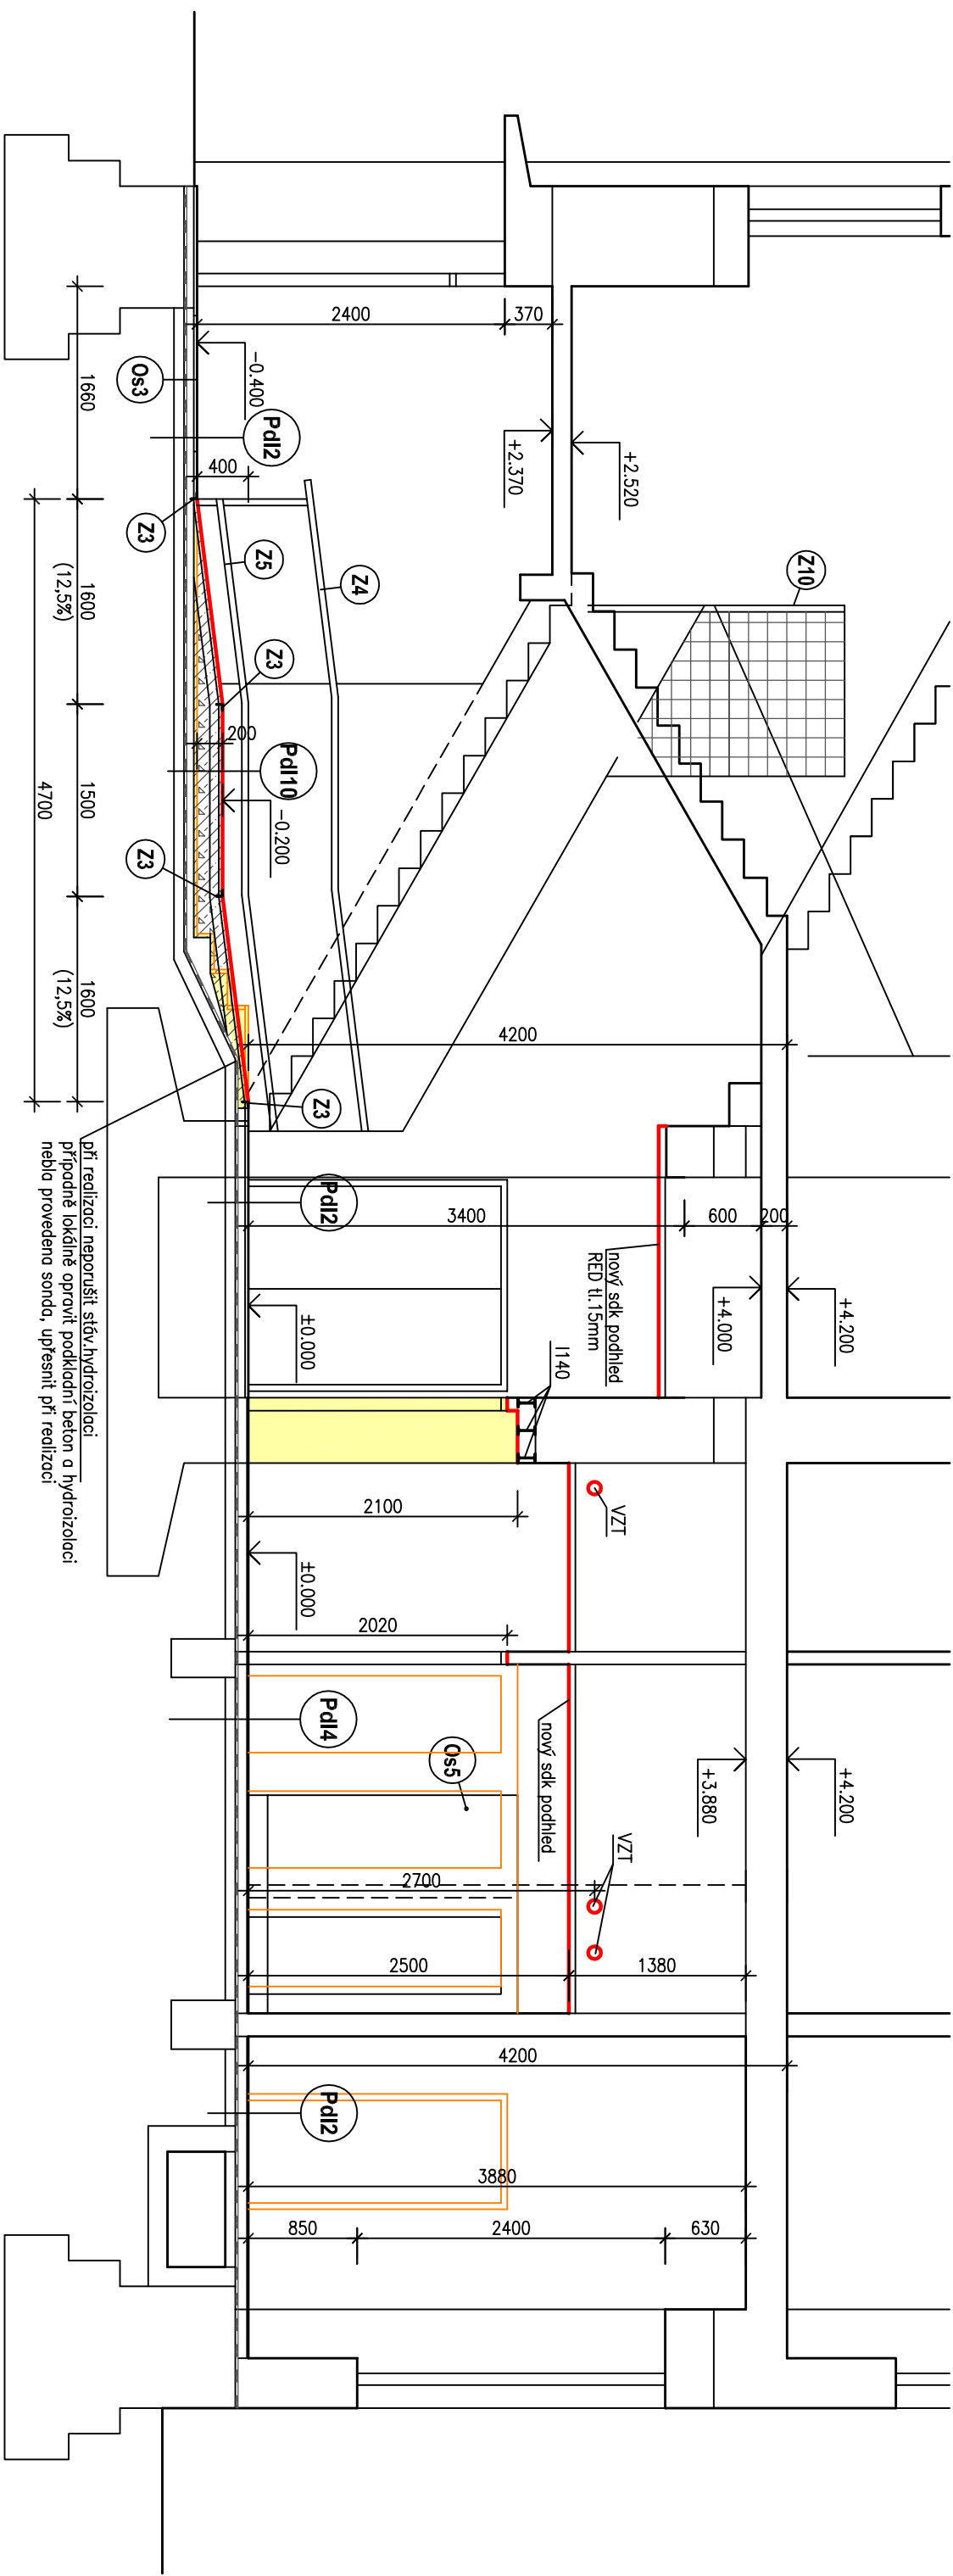 2400
370
-0.400
+2.370
+2.520
Os3
Pdl2
400
1660
Z3
Z5
Z4
Z10
1600
(12,5%)
Z3
200
Pdl10
-0.200
1500
4700
Z3
1600
(12,5%)
Z3
4200
při realizaci neporušit stáv.hydroizolaci
případně lokálně opravit podkladní beton a hydroizolaci
nebla provedena sonda, upřesnit při realizaci
Pdl2
3400
600
200
nový sdk podhled
RED tl.15mm
+4.000
+4.200
±0.000
I140
2100
VZT
±0.000
2020
Pdl4
Os5
nový sdk podhled
+3.880
+4.200
VZT
2700
2500
1380
4200
Pdl2
3880
850
2400
630